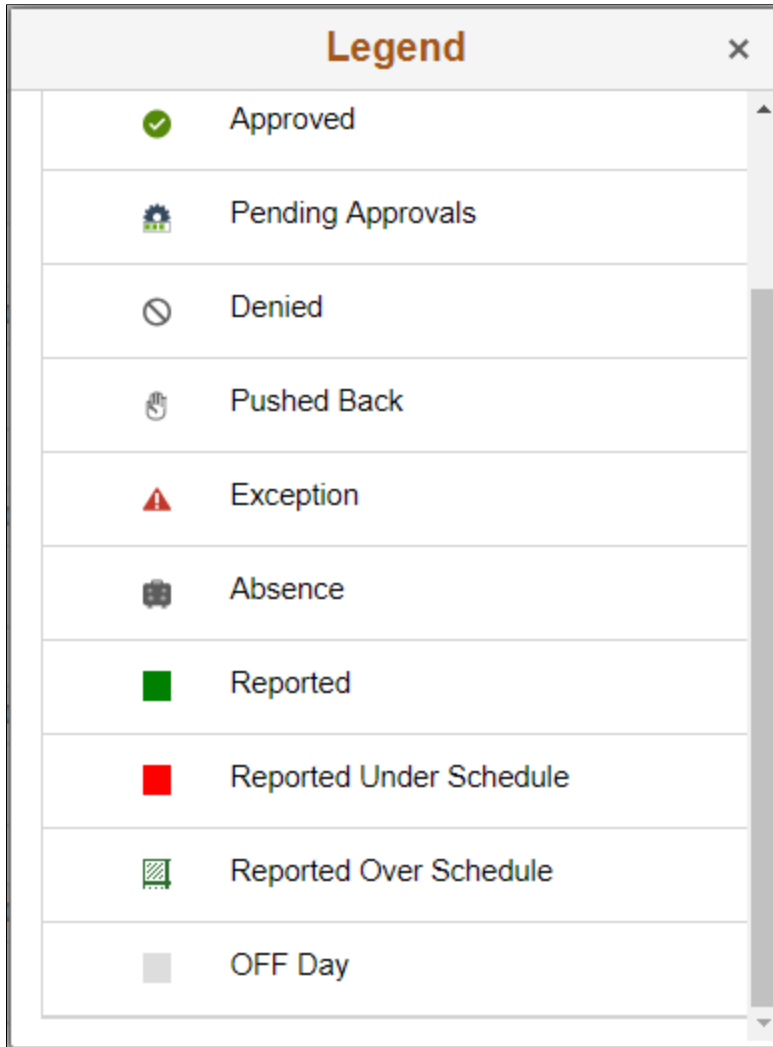 Legend
Approved
Pending Approvals
Denied
Pushed Back
Exception
Absence
Reported
Reported Under Schedule
Reported Over Schedule
OFF Day